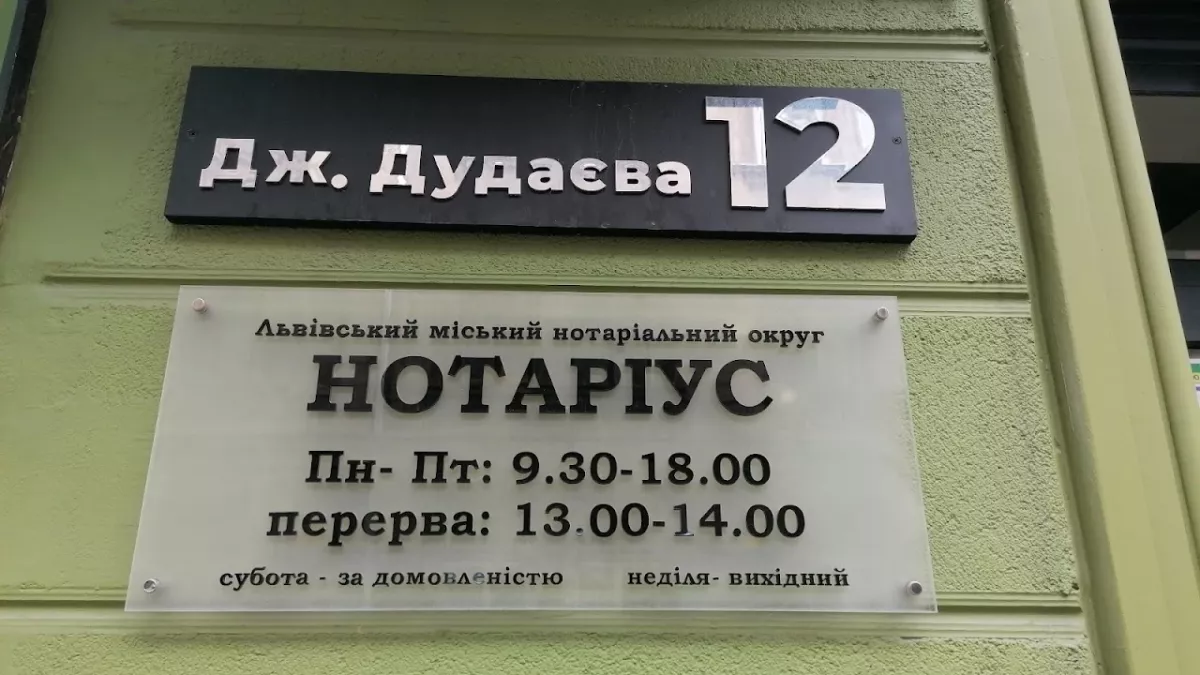 Дж. Дудаєва 12
Львівський міський нотаріальний округ
НОТАРІУС
Пн- Пт: 9.30-18.00
перерва: 13.00-14.00
субота - за домовленістю неділя- вихідний